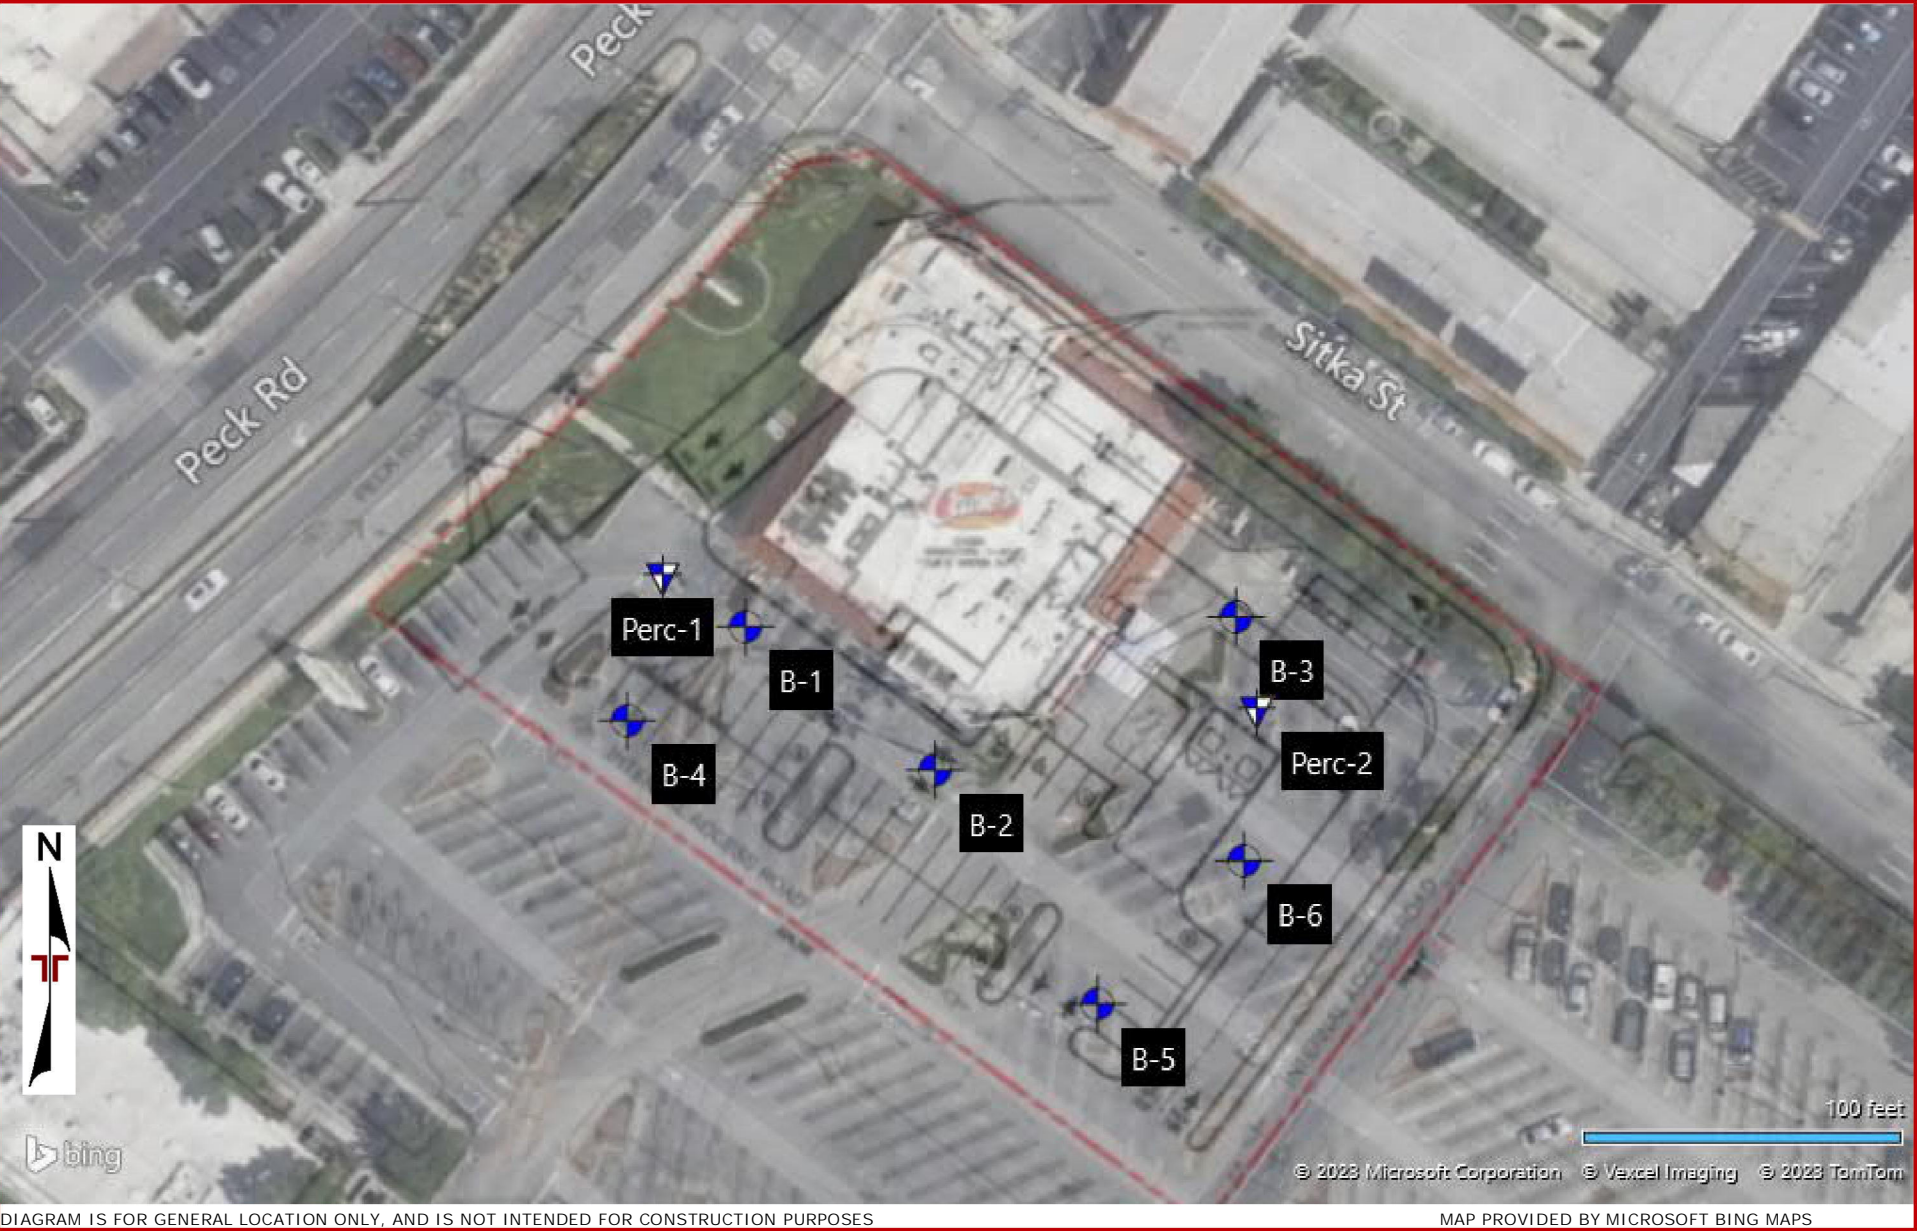 Peck
Peck Rd
Sitka St
Perc-1
B-1
B-3
B-4
Perc-2
B-2
B-6
B-5
N
100 feet
bing
© 2023 Microsoft Corporation © Vexcel Imaging © 2023 TomTom
DIAGRAM IS FOR GENERAL LOCATION ONLY, AND IS NOT INTENDED FOR CONSTRUCTION PURPOSES
MAP PROVIDED BY MICROSOFT BING MAPS